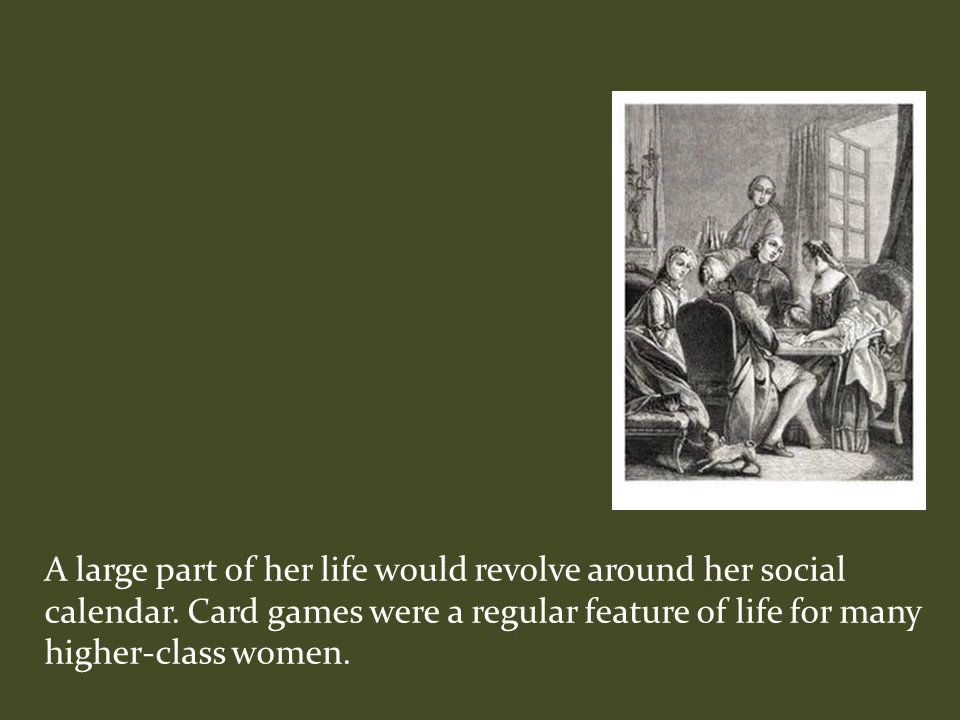 A large part of her life would revolve around her social
calendar. Card games were a regular feature of life for many
higher-class women.